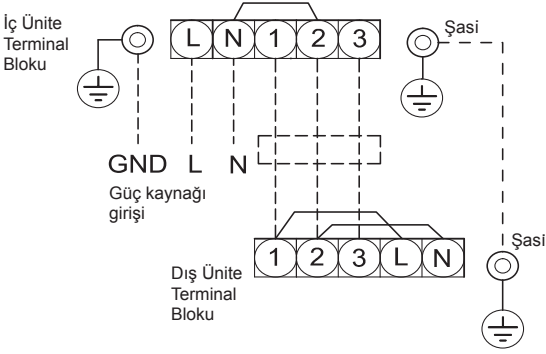 İç Ünite
Terminal
Bloku
L N 1 2 3
Şasi
GND L N
Güç kaynağı
girişi
1 2 3 L N
Şasi
Dış Ünite
Terminal
Bloku